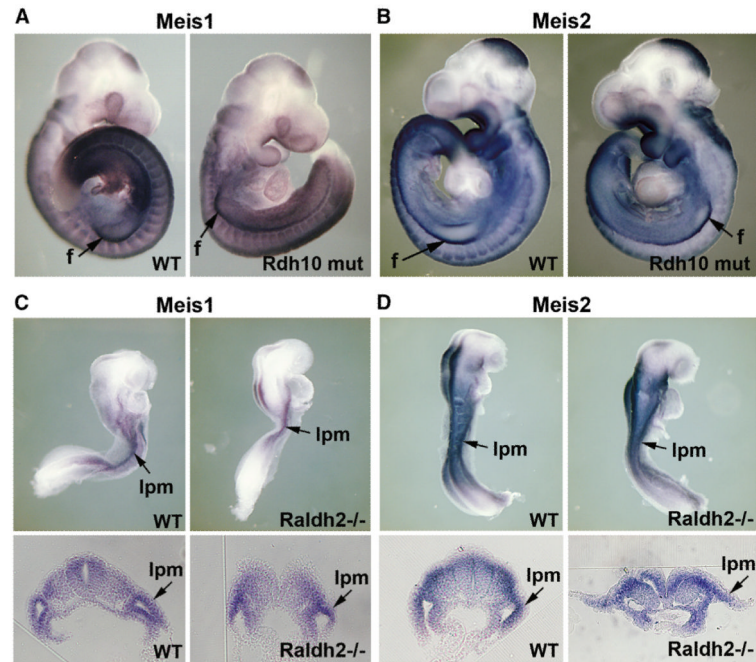 A Meis1
B Meis2
f
WT
f
Rdh10 mut
f
WT
f
Rdh10 mut
C Meis1
D Meis2
lpm
WT
lpm
Raldh2-/-
lpm
WT
lpm
Raldh2-/-
lpm
WT
lpm
Raldh2-/-
lpm
WT
lpm
Raldh2-/-